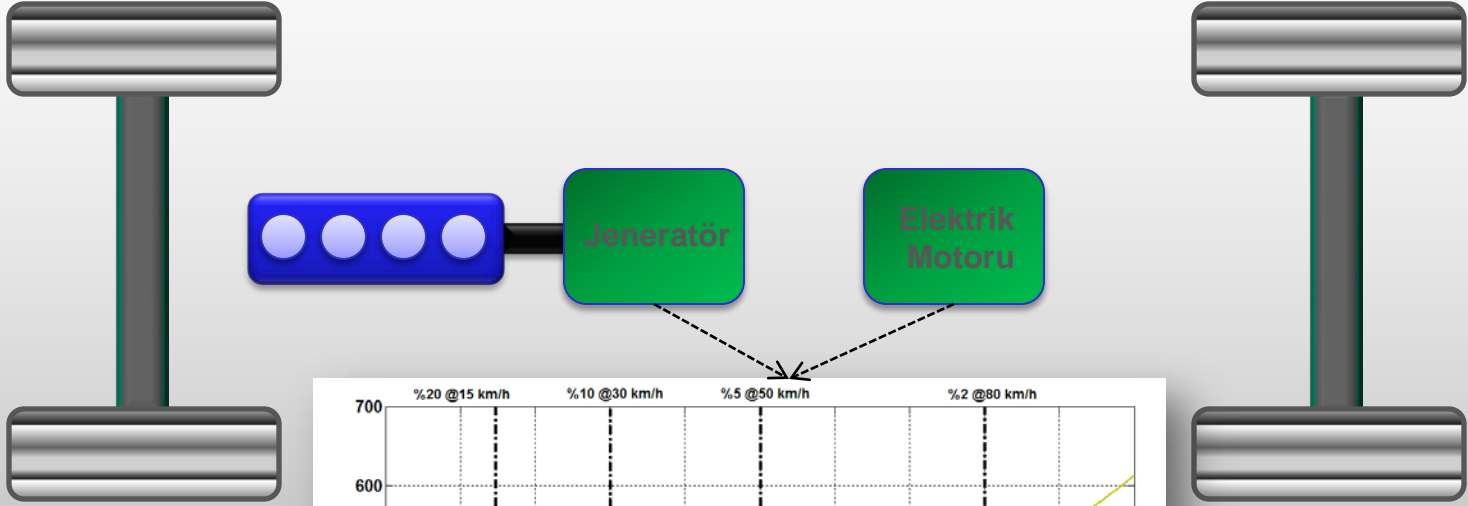 Jeneratör
Elektrik
Motoru
%20 @15 km/h
%10 @30 km/h
%5 @50 km/h
%2 @80 km/h
700
600